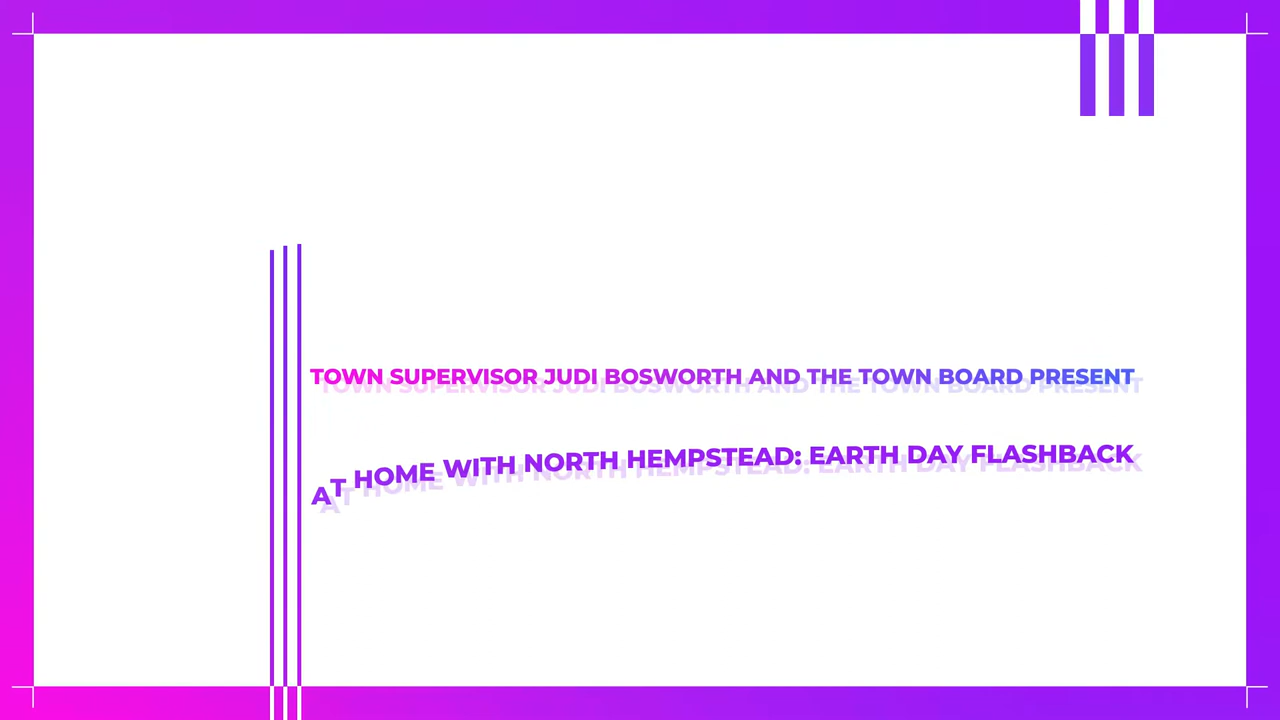 TOWN SUPERVISOR JUDI BOSWORTH AND THE TOWN BOARD PRESENT
AT HOME WITH NORTH HEMPSTEAD: EARTH DAY FLASHBACK